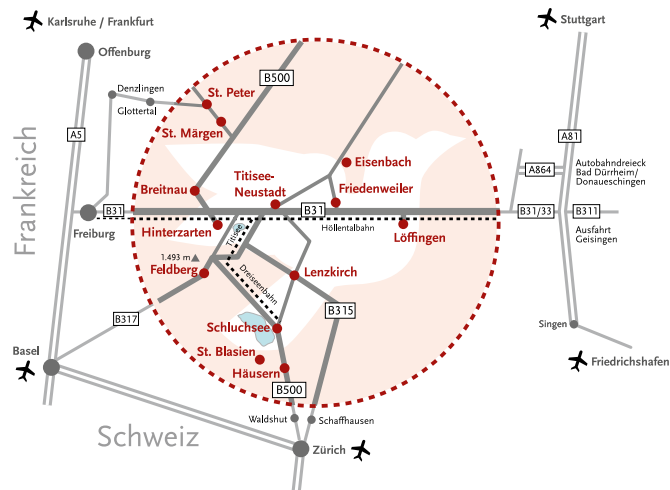 Karlsruhe / Frankfurt
Stuttgart
Offenburg
B500
Denzlingen
Glottertal
St. Peter
St. Märgen
A5
A81
Frankreich
Eisenbach
A864
Autobahndreieck
Bad Dürrheim/
Donaueschingen
Titisee-
Neustadt
Breitnau
Friedenweiler
B31
B31
B31/33
B311
Freiburg
Hinterzarten
Titisee
Höllentalbahn
Löffingen
Ausfahrt
Geisingen
1.493 m
Feldberg
Dreiseenbahn
Lenzkirch
B317
B315
Schluchsee
Singen
Basel
St. Blasien
Häusern
Friedrichshafen
B500
Waldshut
Schaffhausen
Schweiz
Zürich